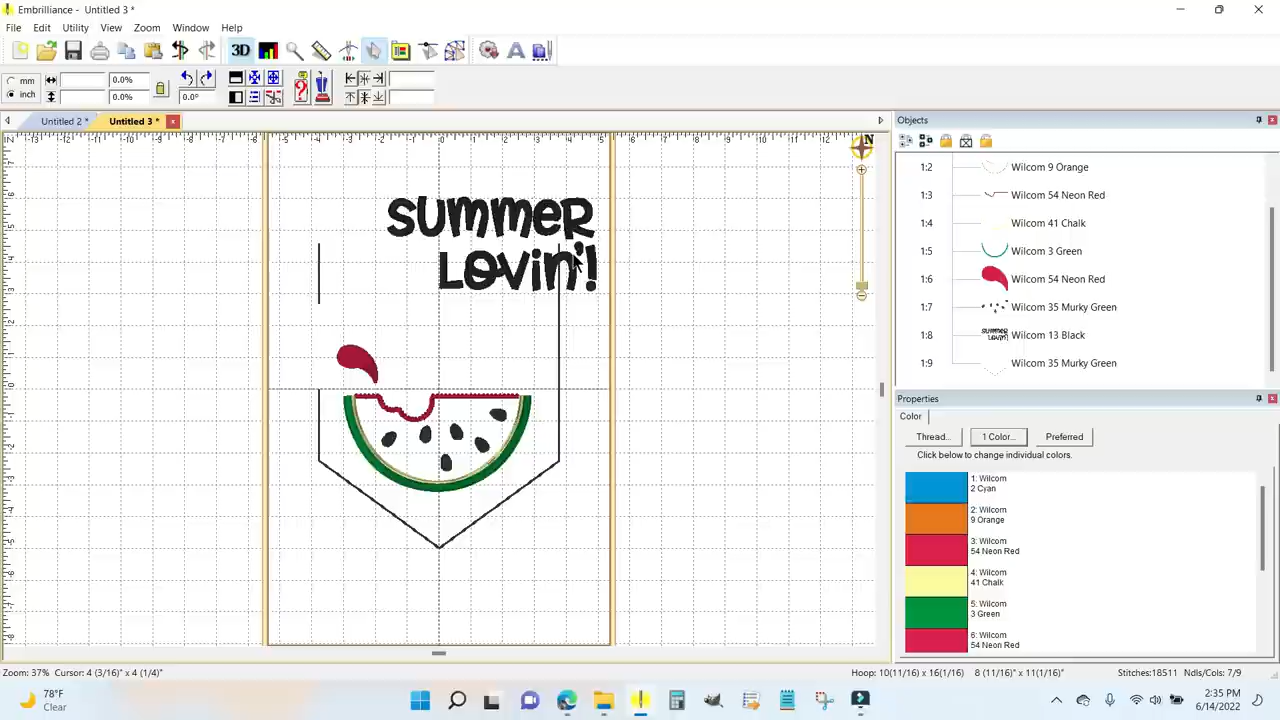 Embrilliance - Untitled 3 *
File Edit Utility View Zoom Window Help
3D
mm
inch
0.0%
0.0%
0.0°
Untitled 2 *
Untitled 3 *
N
SUMMER
LOVIN'!
Objects
1:2 Wilcom 9 Orange
1:3 Wilcom 54 Neon Red
1:4 Wilcom 41 Chalk
1:5 Wilcom 3 Green
1:6 Wilcom 54 Neon Red
1:7 Wilcom 35 Murky Green
1:8 Wilcom 13 Black
1:9 Wilcom 35 Murky Green
Properties
Color
Thread... 1 Color... Preferred
Click below to change individual colors.
1: Wilcom
2 Cyan
2: Wilcom
9 Orange
3: Wilcom
54 Neon Red
4: Wilcom
41 Chalk
5: Wilcom
3 Green
6: Wilcom
54 Neon Red
Zoom: 37% Cursor: 4 (3/16)" x 4 (1/4)"
Hoop: 10(11/16) x 16(1/16) 8 (11/16)" x 11(1/16)" Stitches:18511 Ndls/Cols: 7/9
78°F
Clear
2:35 PM
6/14/2022